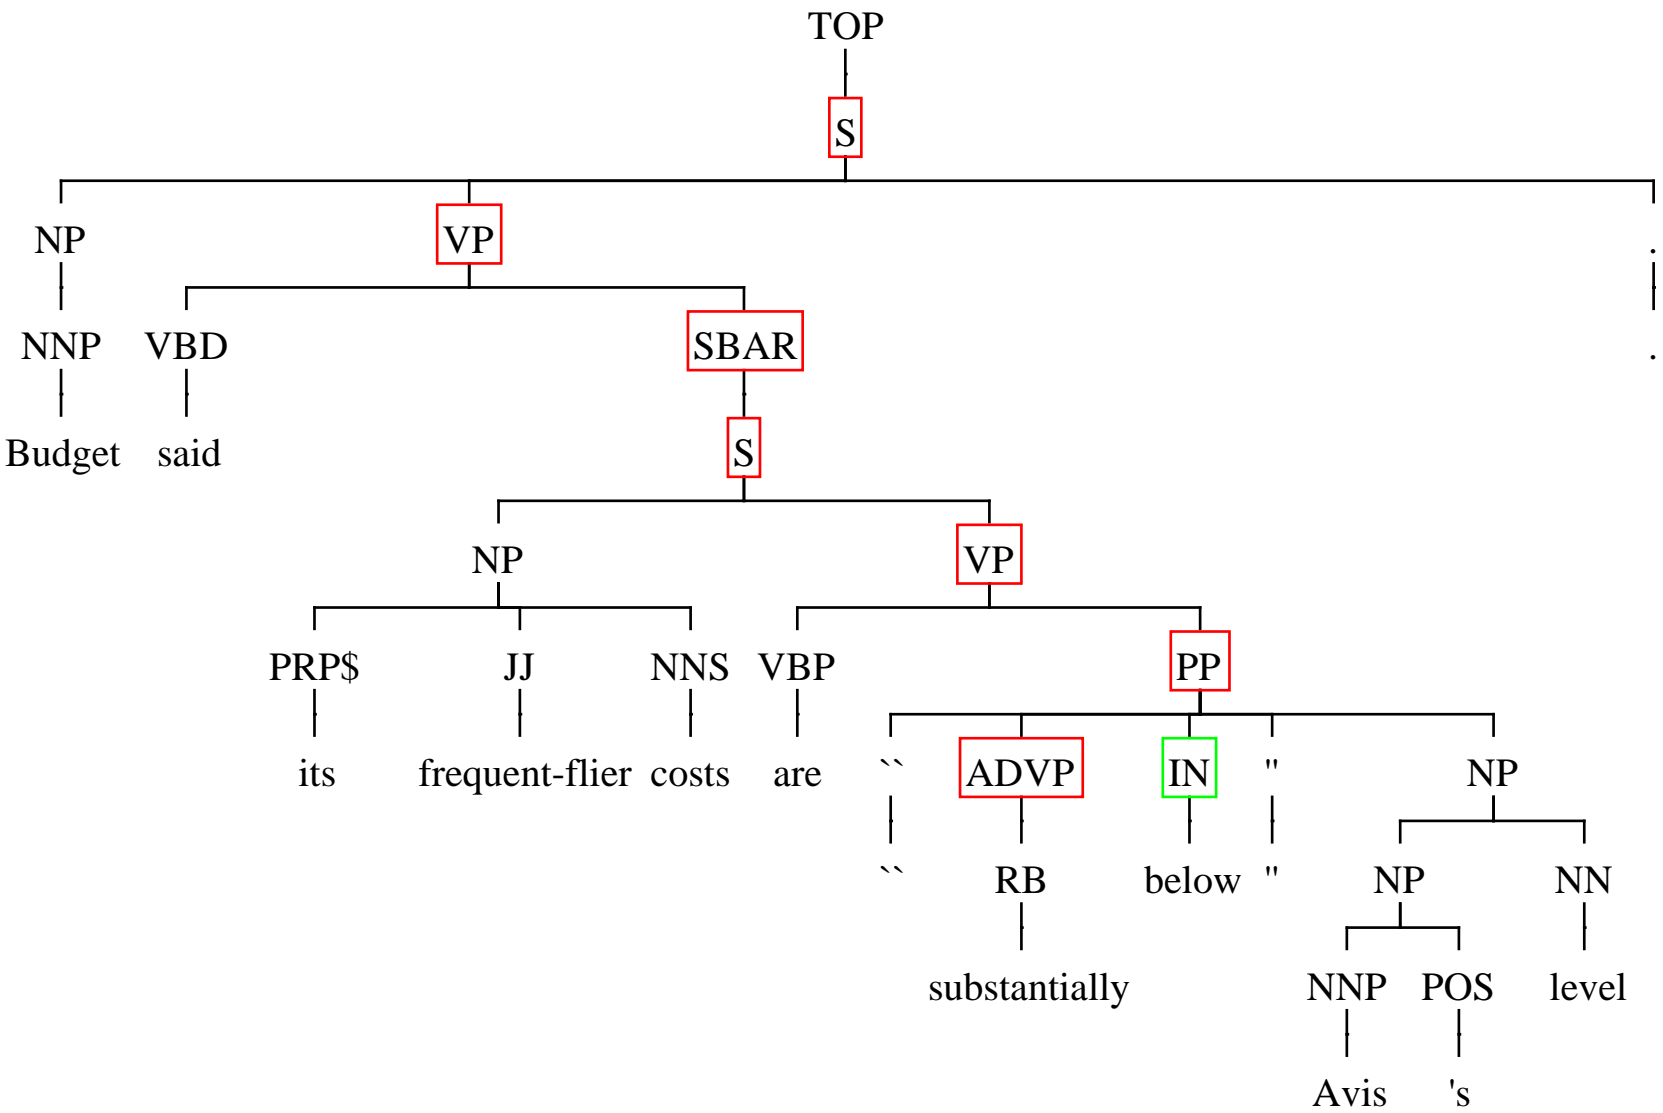 TOP
S
NP VP .
NNP VBD SBAR .
Budget said S
NP VP
PRP$ JJ NNS VBP PP
its frequent-flier costs are `` ADVP IN " NP
`` RB below " NP NN
substantially NNP POS level
Avis 's